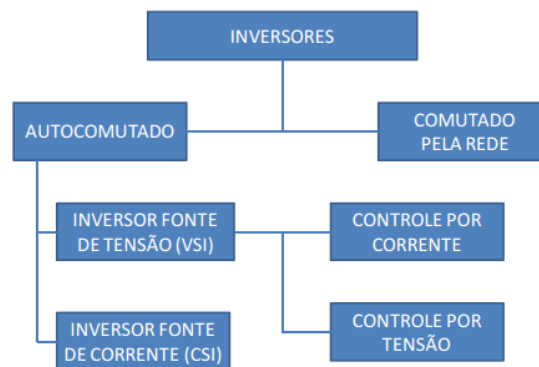 INVERSORES
AUTOCOMUTADO
COMUTADO
PELA REDE
INVERSOR FONTE
DE TENSÃO (VSI)
CONTROLE POR
CORRENTE
INVERSOR FONTE
DE CORRENTE (CSI)
CONTROLE POR
TENSÃO